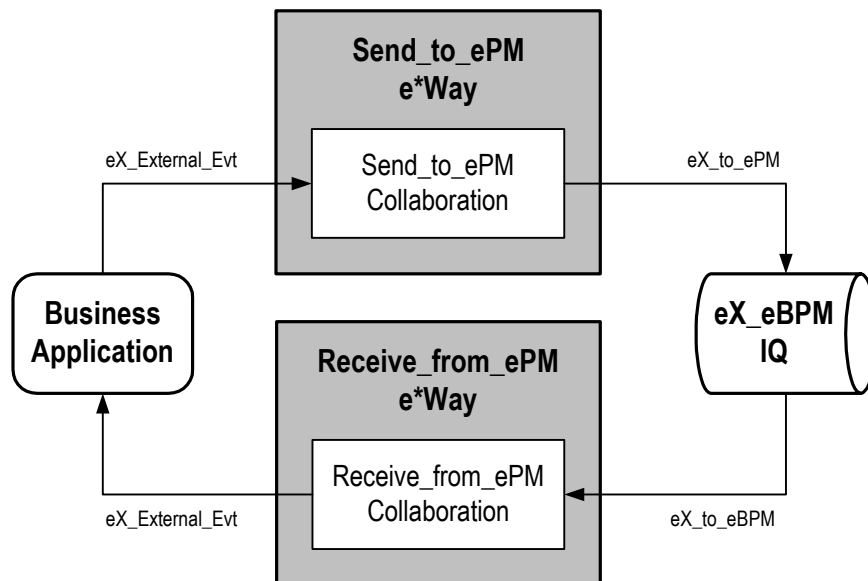 Send_to_ePM
e*Way
eX_External_Evt
Send_to_ePM
Collaboration
eX_to_ePM
Business
Application
eX_eBPM
IQ
Receive_from_ePM
e*Way
Receive_from_ePM
Collaboration
eX_External_Evt
eX_to_eBPM